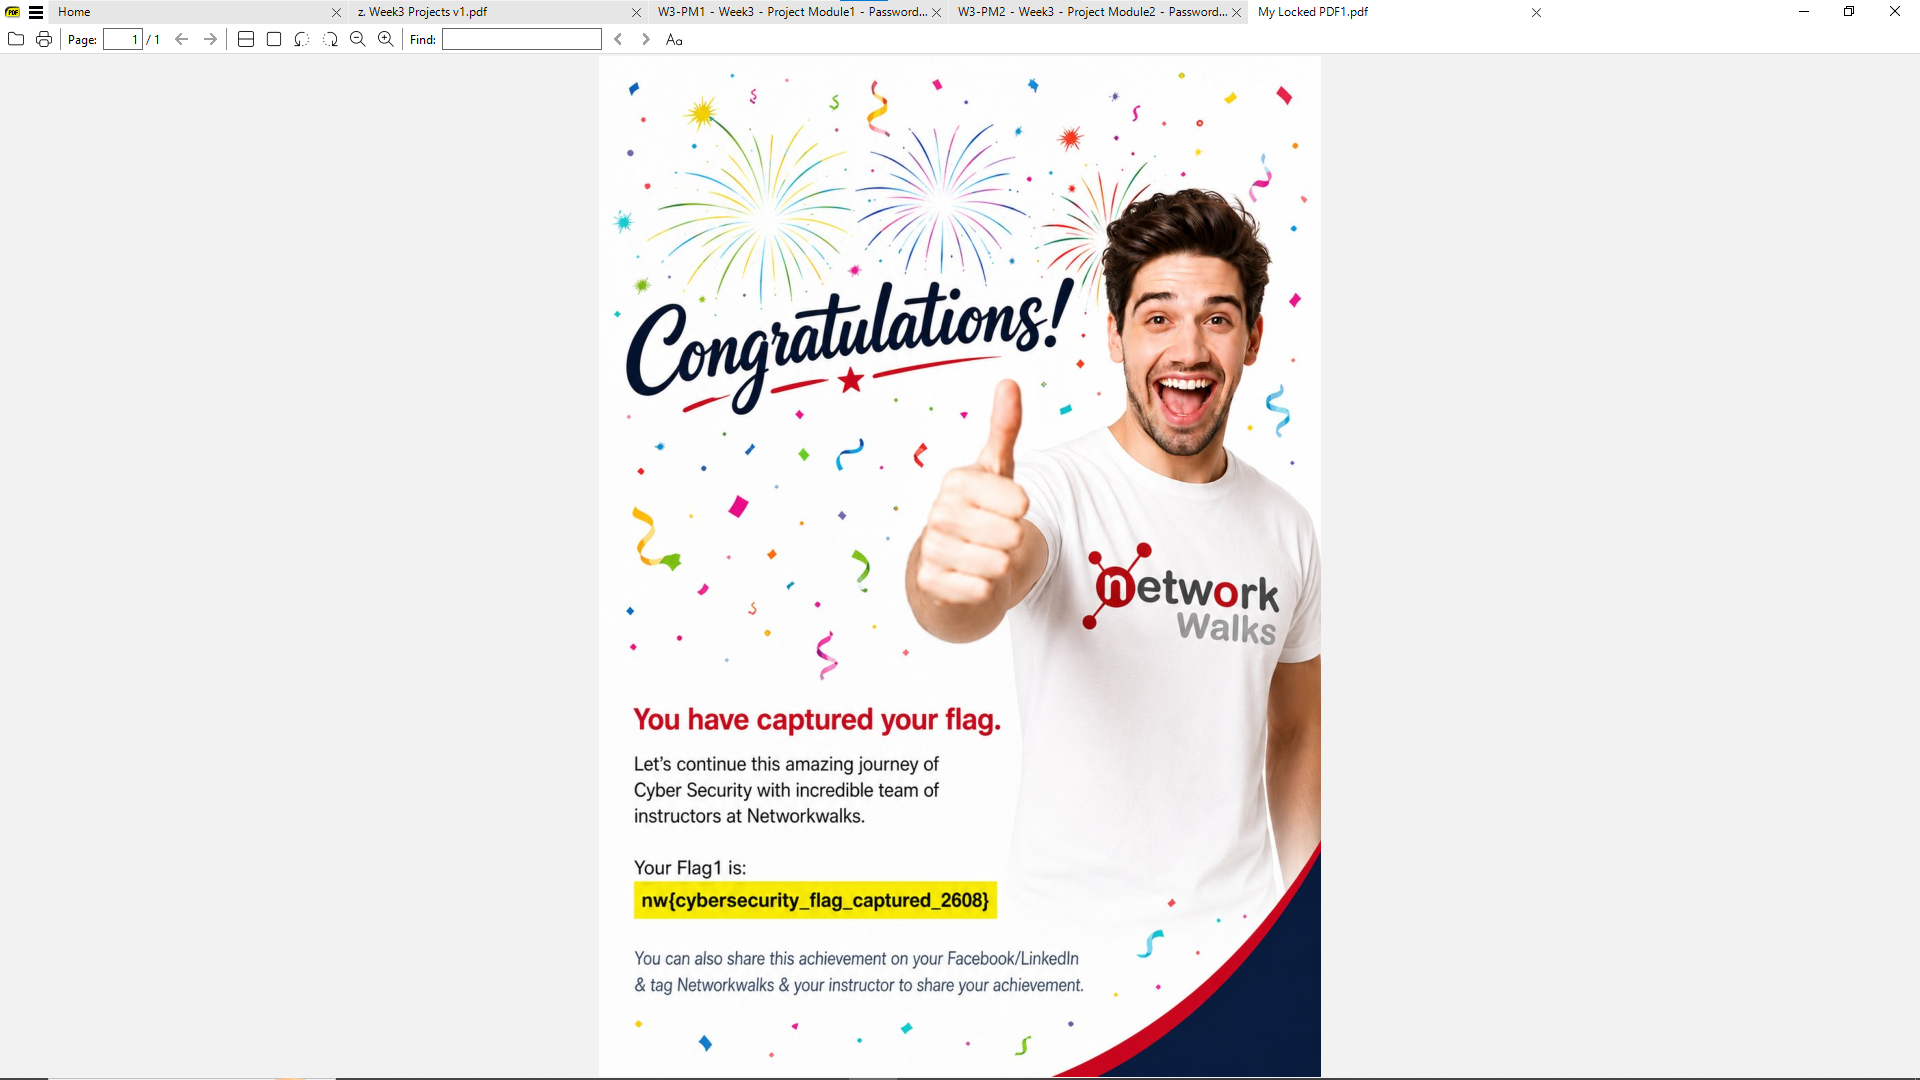 Home
z. Week3 Projects v1.pdf
W3-PM1 - Week3 - Project Module1 - Password...
W3-PM2 - Week3 - Project Module2 - Password...
My Locked PDF1.pdf
Page: 1 / 1
Find:
Aa
Congratulations!
network
Walks
You have captured your flag.
Let's continue this amazing journey of
Cyber Security with incredible team of
instructors at Networkwalks.
Your Flag1 is:
nw{cybersecurity_flag_captured_2608}
You can also share this achievement on your Facebook/LinkedIn
& tag Networkwalks & your instructor to share your achievement.